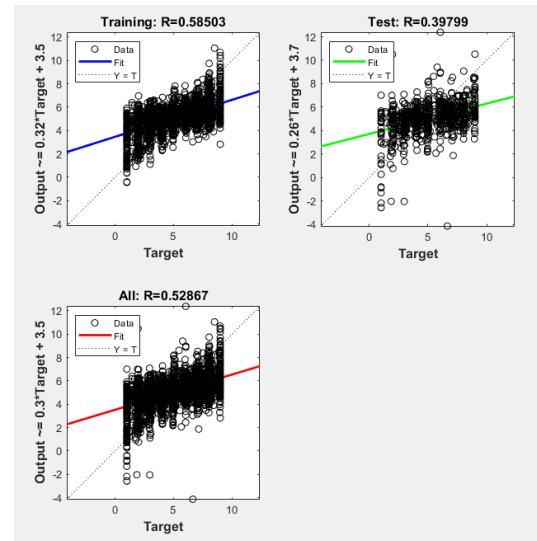 Training: R=0.58503
Output ~= 0.32*Target + 3.5
12
10
8
6
4
2
0
-2
-4
Data
Fit
Y = T
0
5
10
Target
Test: R=0.39799
Output ~= 0.26*Target + 3.7
12
10
8
6
4
2
0
-2
-4
Data
Fit
Y = T
0
5
10
Target
All: R=0.52867
Output ~= 0.3*Target + 3.5
12
10
8
6
4
2
0
-2
-4
Data
Fit
Y = T
0
5
10
Target